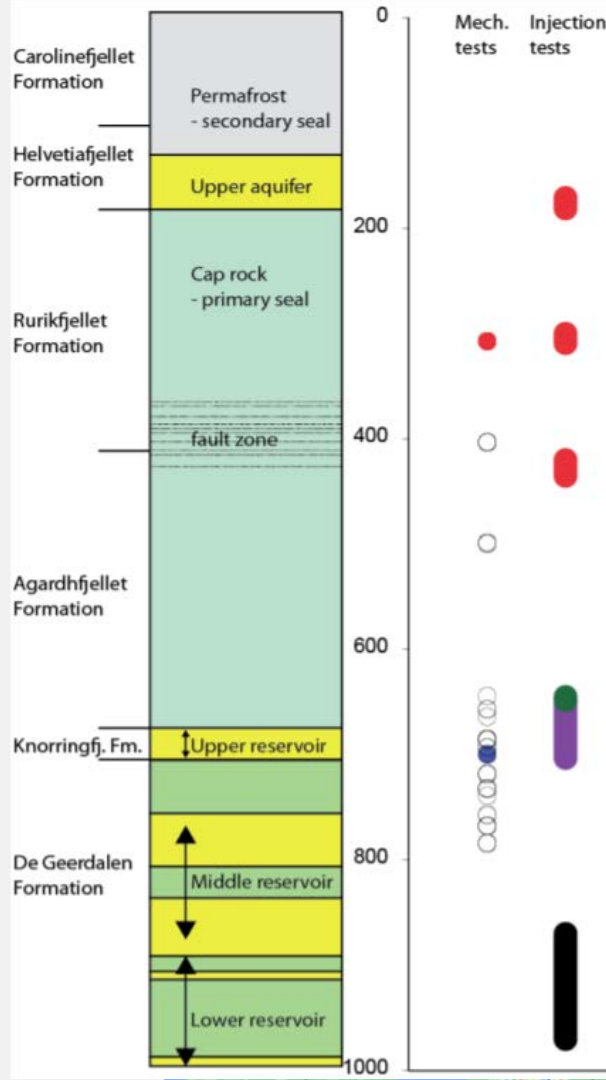 0
Mech.
tests
Injection
tests
Carolinefjellet
Formation
Permafrost
- secondary seal
Helvetiafjellet
Formation
Upper aquifer
200
Cap rock
- primary seal
Rurikfjellet
Formation
fault zone
400
Agardhfjellet
Formation
600
Knorringfj. Fm.
Upper reservoir
De Geerdalen
Formation
800
Middle reservoir
Lower reservoir
1000